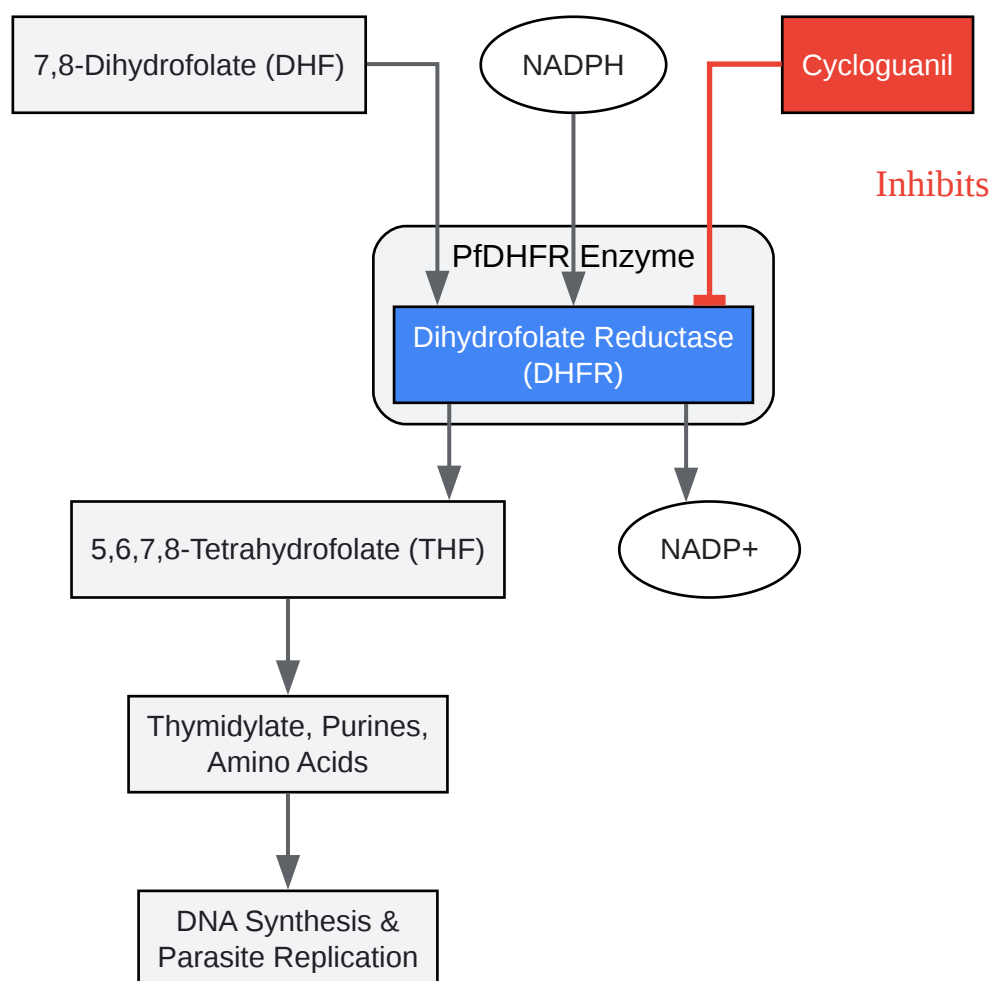 7,8-Dihydrofolate (DHF)
NADPH
Cycloguanil
Inhibits
PfDHFR Enzyme
Dihydrofolate Reductase
(DHFR)
5,6,7,8-Tetrahydrofolate (THF)
NADP+
Thymidylate, Purines,
Amino Acids
DNA Synthesis &
Parasite Replication